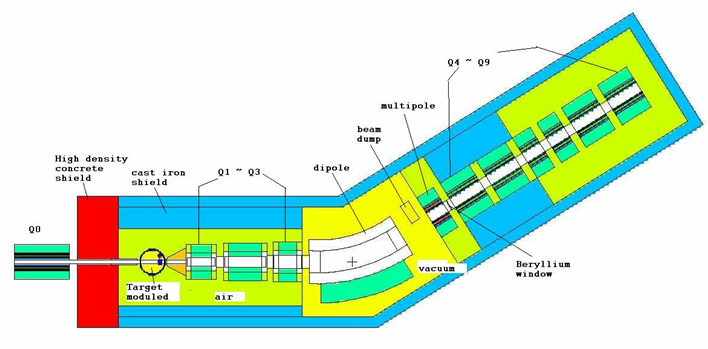 Q4 ~ Q9
multipole
beam
dump
High density
concrete
shield
cast iron
shield
Q1 ~ Q3
dipole
Q0
Beryllium
window
vacuum
Target
moduled
air